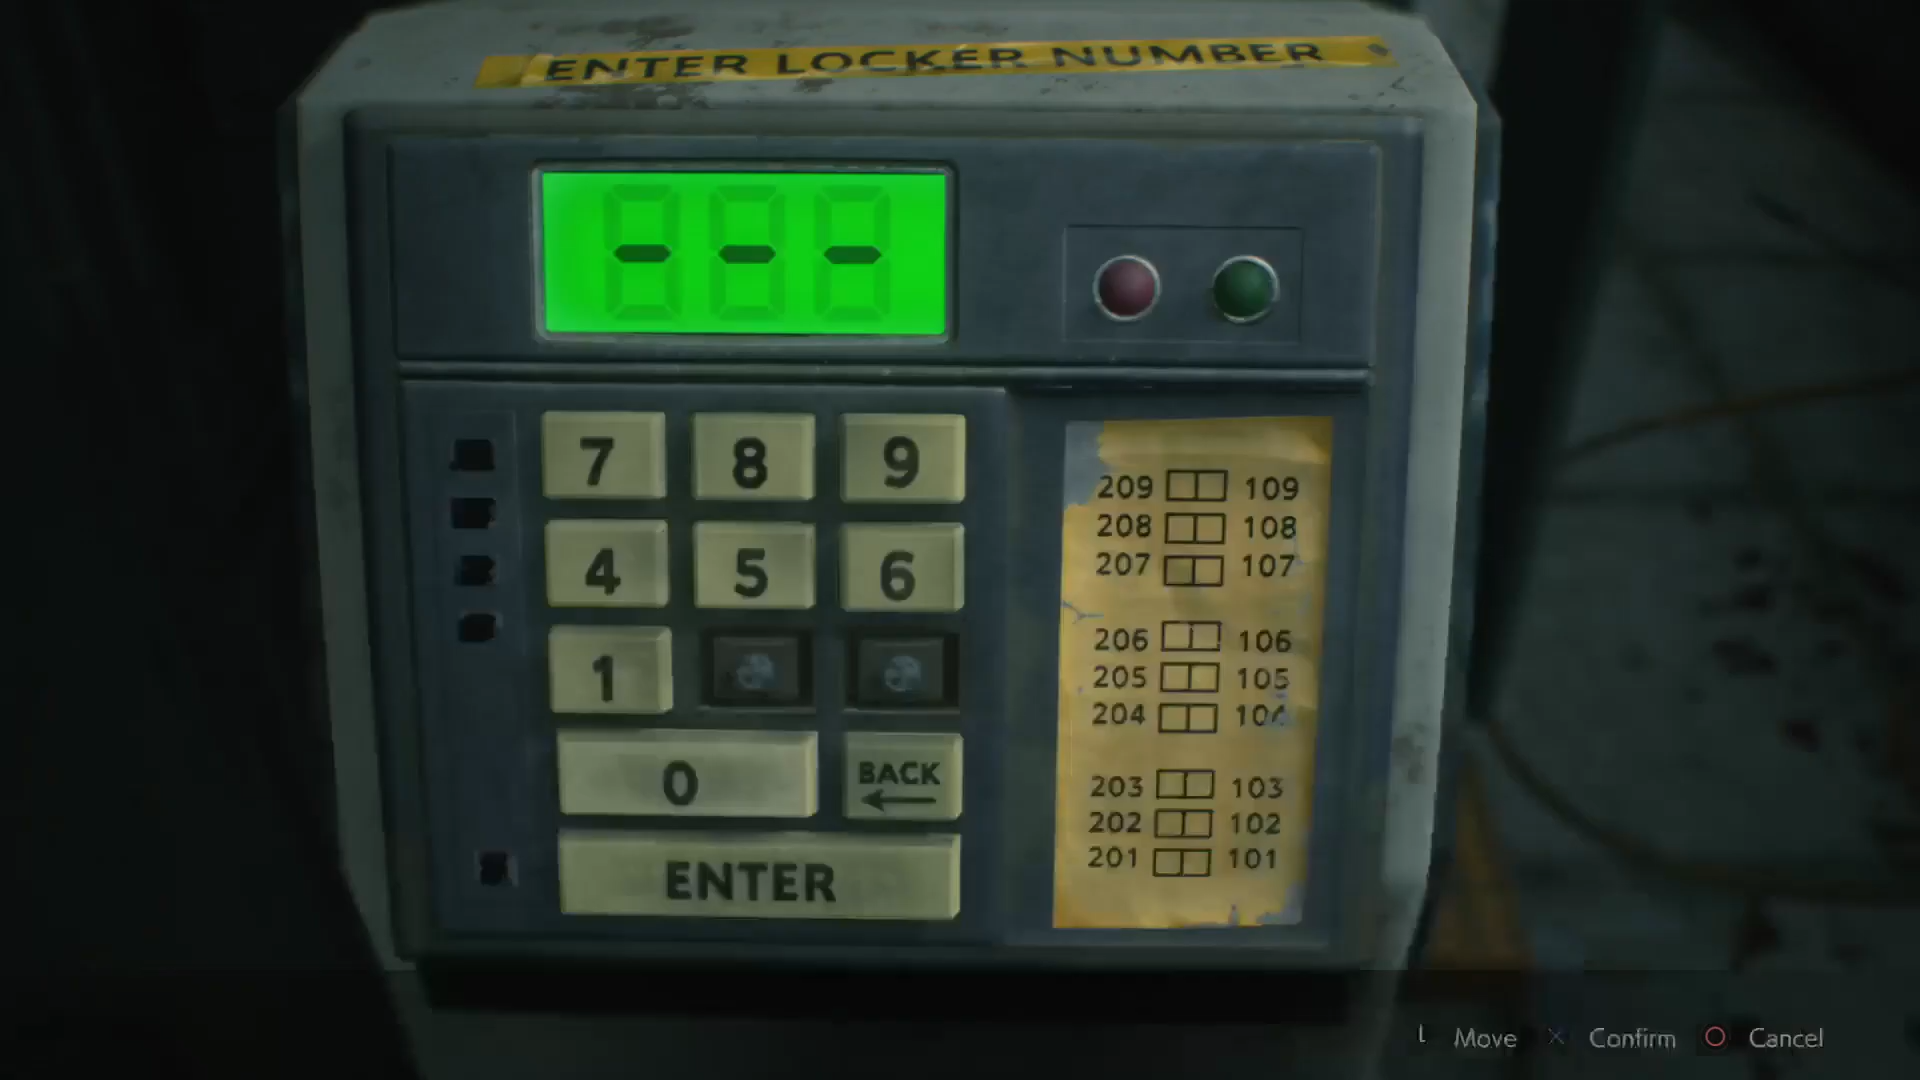 ENTER LOCKER NUMBER
- - -
7 8 9
4 5 6
1
0 BACK
ENTER
209 109
208 108
207 107
206 106
205 105
204 104
203 103
202 102
201 101
Move Confirm Cancel